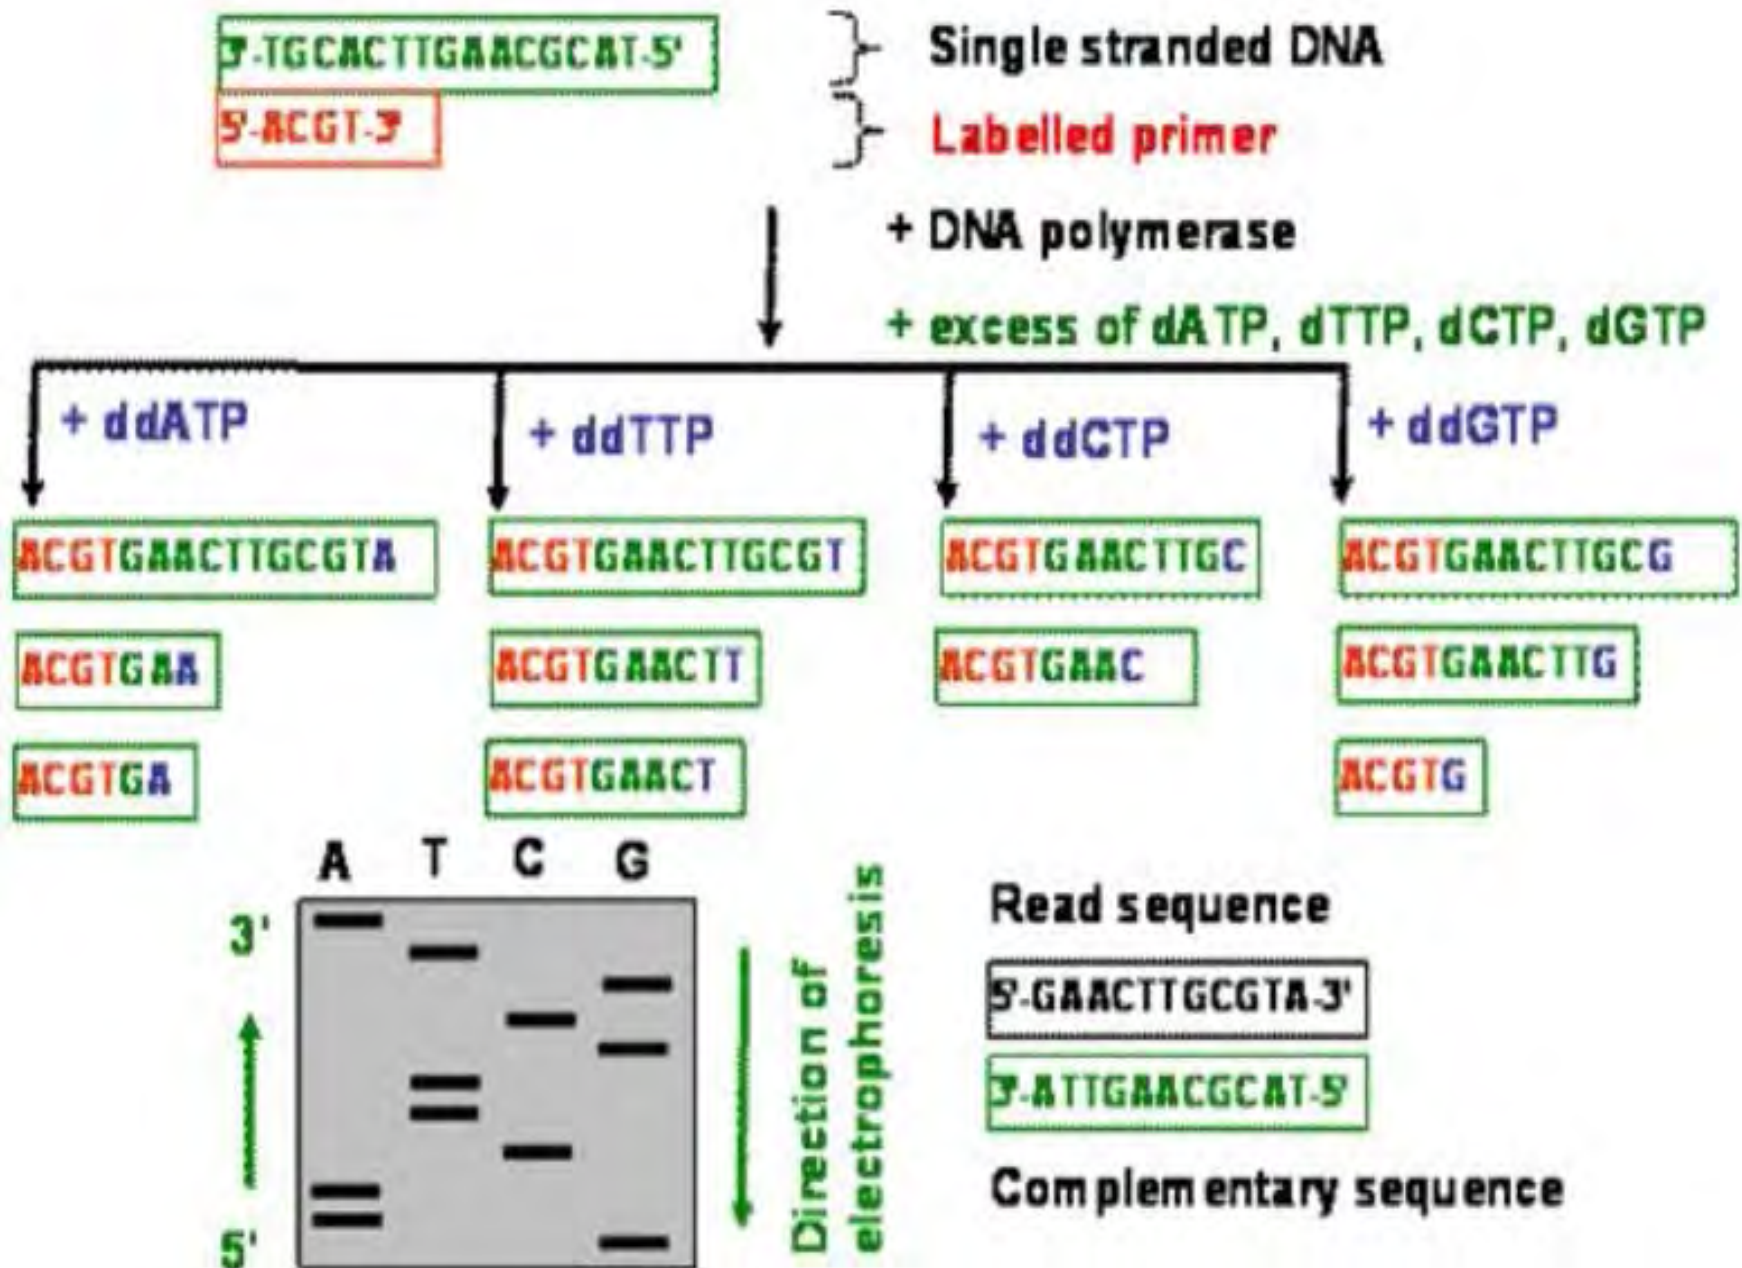 3'-TGCACTTGAACGCAT-5'
Single stranded DNA
5'-ACGT-3'
Labelled primer
+ DNA polymerase
+ excess of dATP, dTTP, dCTP, dGTP
+ ddATP
+ ddTTP
+ ddCTP
+ ddGTP
ACGTGAACTTGCGTA
ACGTGAACTTGCGT
ACGTGAACTTGC
ACGTGAACTTGCG
ACGTGAA
ACGTGAACTT
ACGTGAAC
ACGTGAACTTG
ACGTGA
ACGTGAACT
ACGTG
A T C G
3'
5'
Direction of
electrophoresis
Read sequence
5'-GAACTTGCGTA-3'
3'-ATTGAACGCAT-5'
Complementary sequence